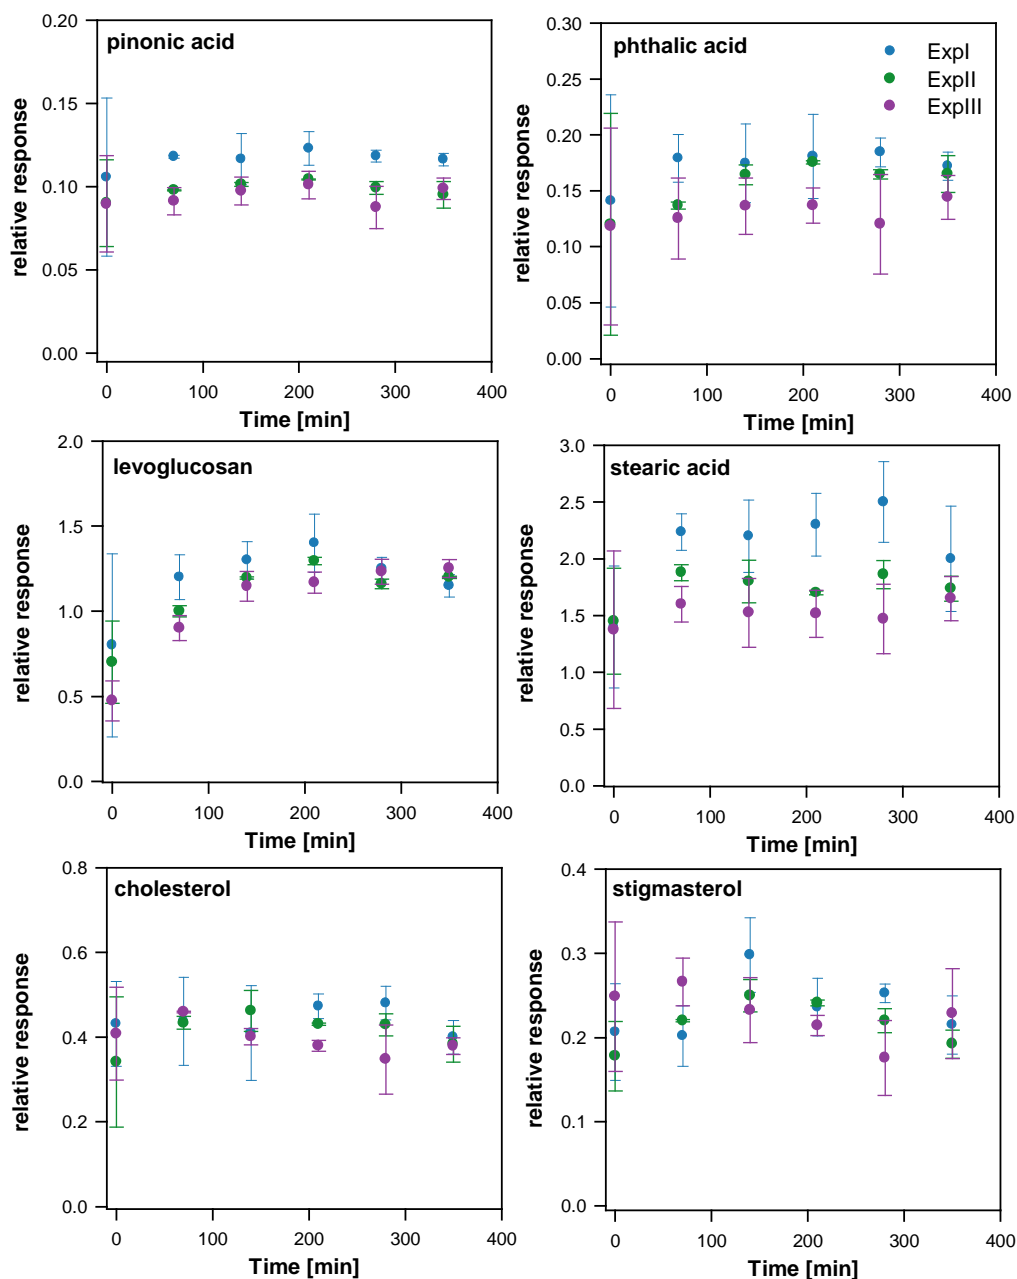 pinonic acid
relative response
0.20
0.15
0.10
0.05
0.00
0 100 200 300 400
Time [min]
phthalic acid
ExpI
ExpII
ExpIII
relative response
0.30
0.25
0.20
0.15
0.10
0.05
0.00
0 100 200 300 400
Time [min]
levoglucosan
relative response
2.0
1.5
1.0
0.5
0.0
0 100 200 300 400
Time [min]
stearic acid
relative response
3.0
2.5
2.0
1.5
1.0
0.5
0.0
0 100 200 300 400
Time [min]
cholesterol
relative response
0.8
0.6
0.4
0.2
0.0
0 100 200 300 400
Time [min]
stigmasterol
relative response
0.4
0.3
0.2
0.1
0.0
0 100 200 300 400
Time [min]